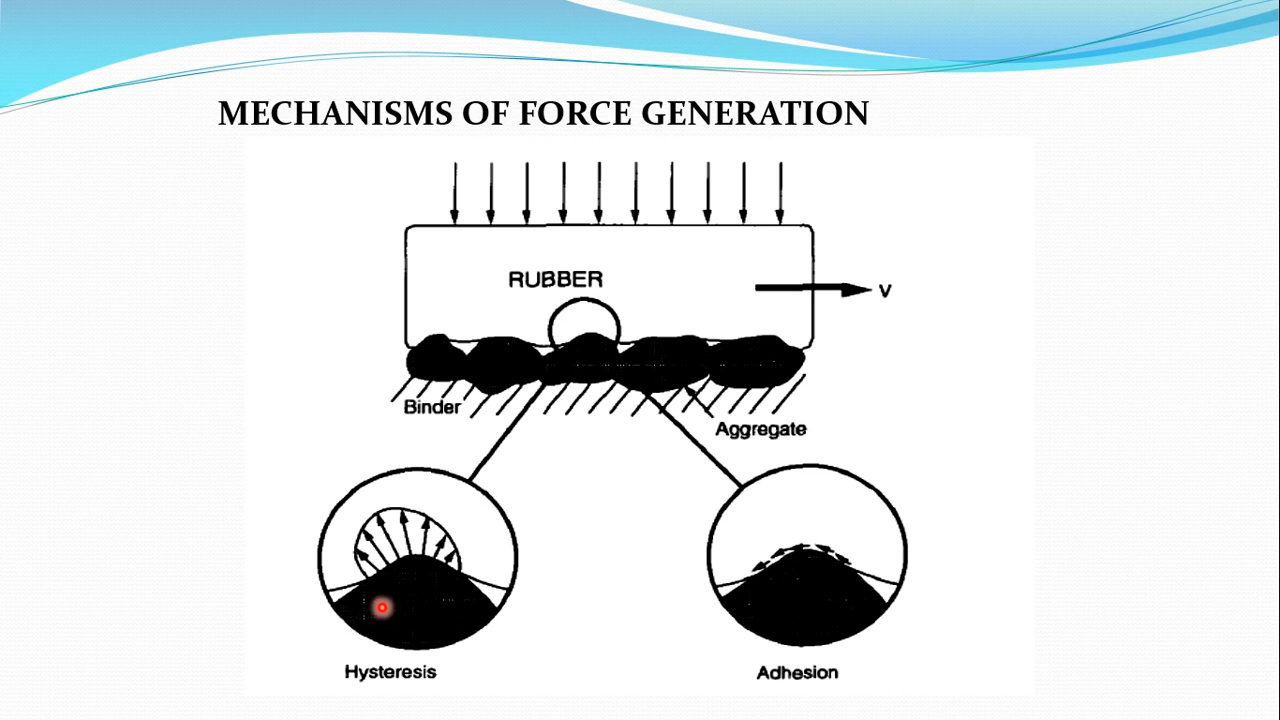 MECHANISMS OF FORCE GENERATION
RUBBER
V
Binder
Aggregate
Hysteresis
Adhesion